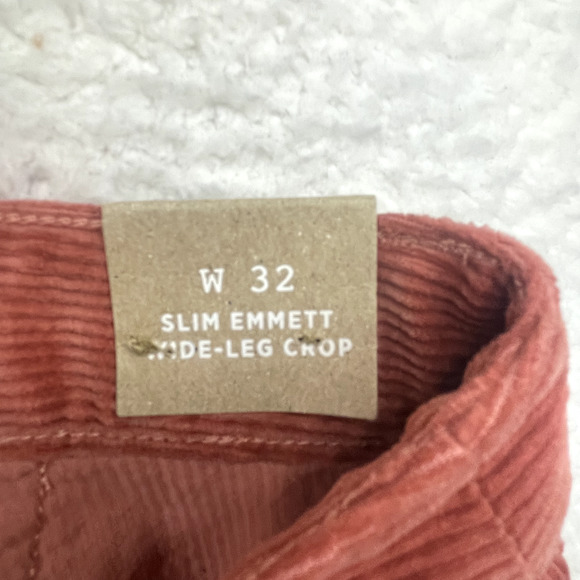 W 32
SLIM EMMETT
WIDE-LEG CROP